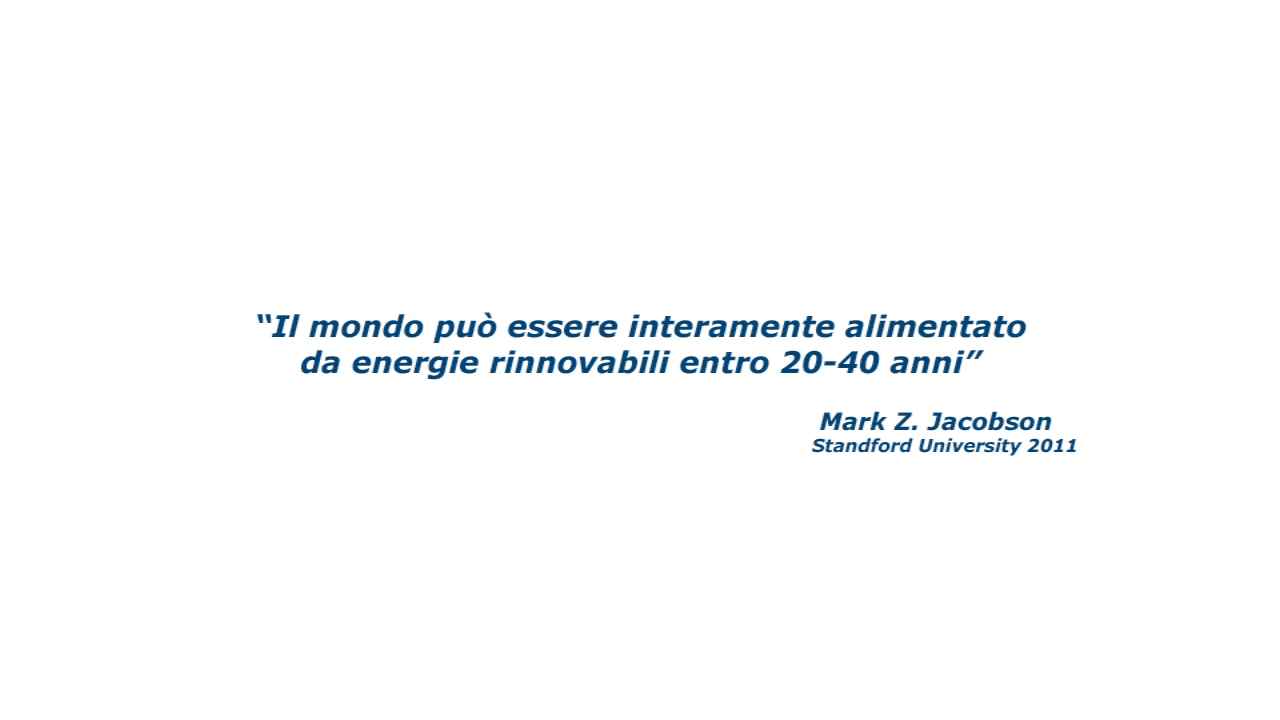 “Il mondo può essere interamente alimentato
da energie rinnovabili entro 20-40 anni”
Mark Z. Jacobson
Standford University 2011